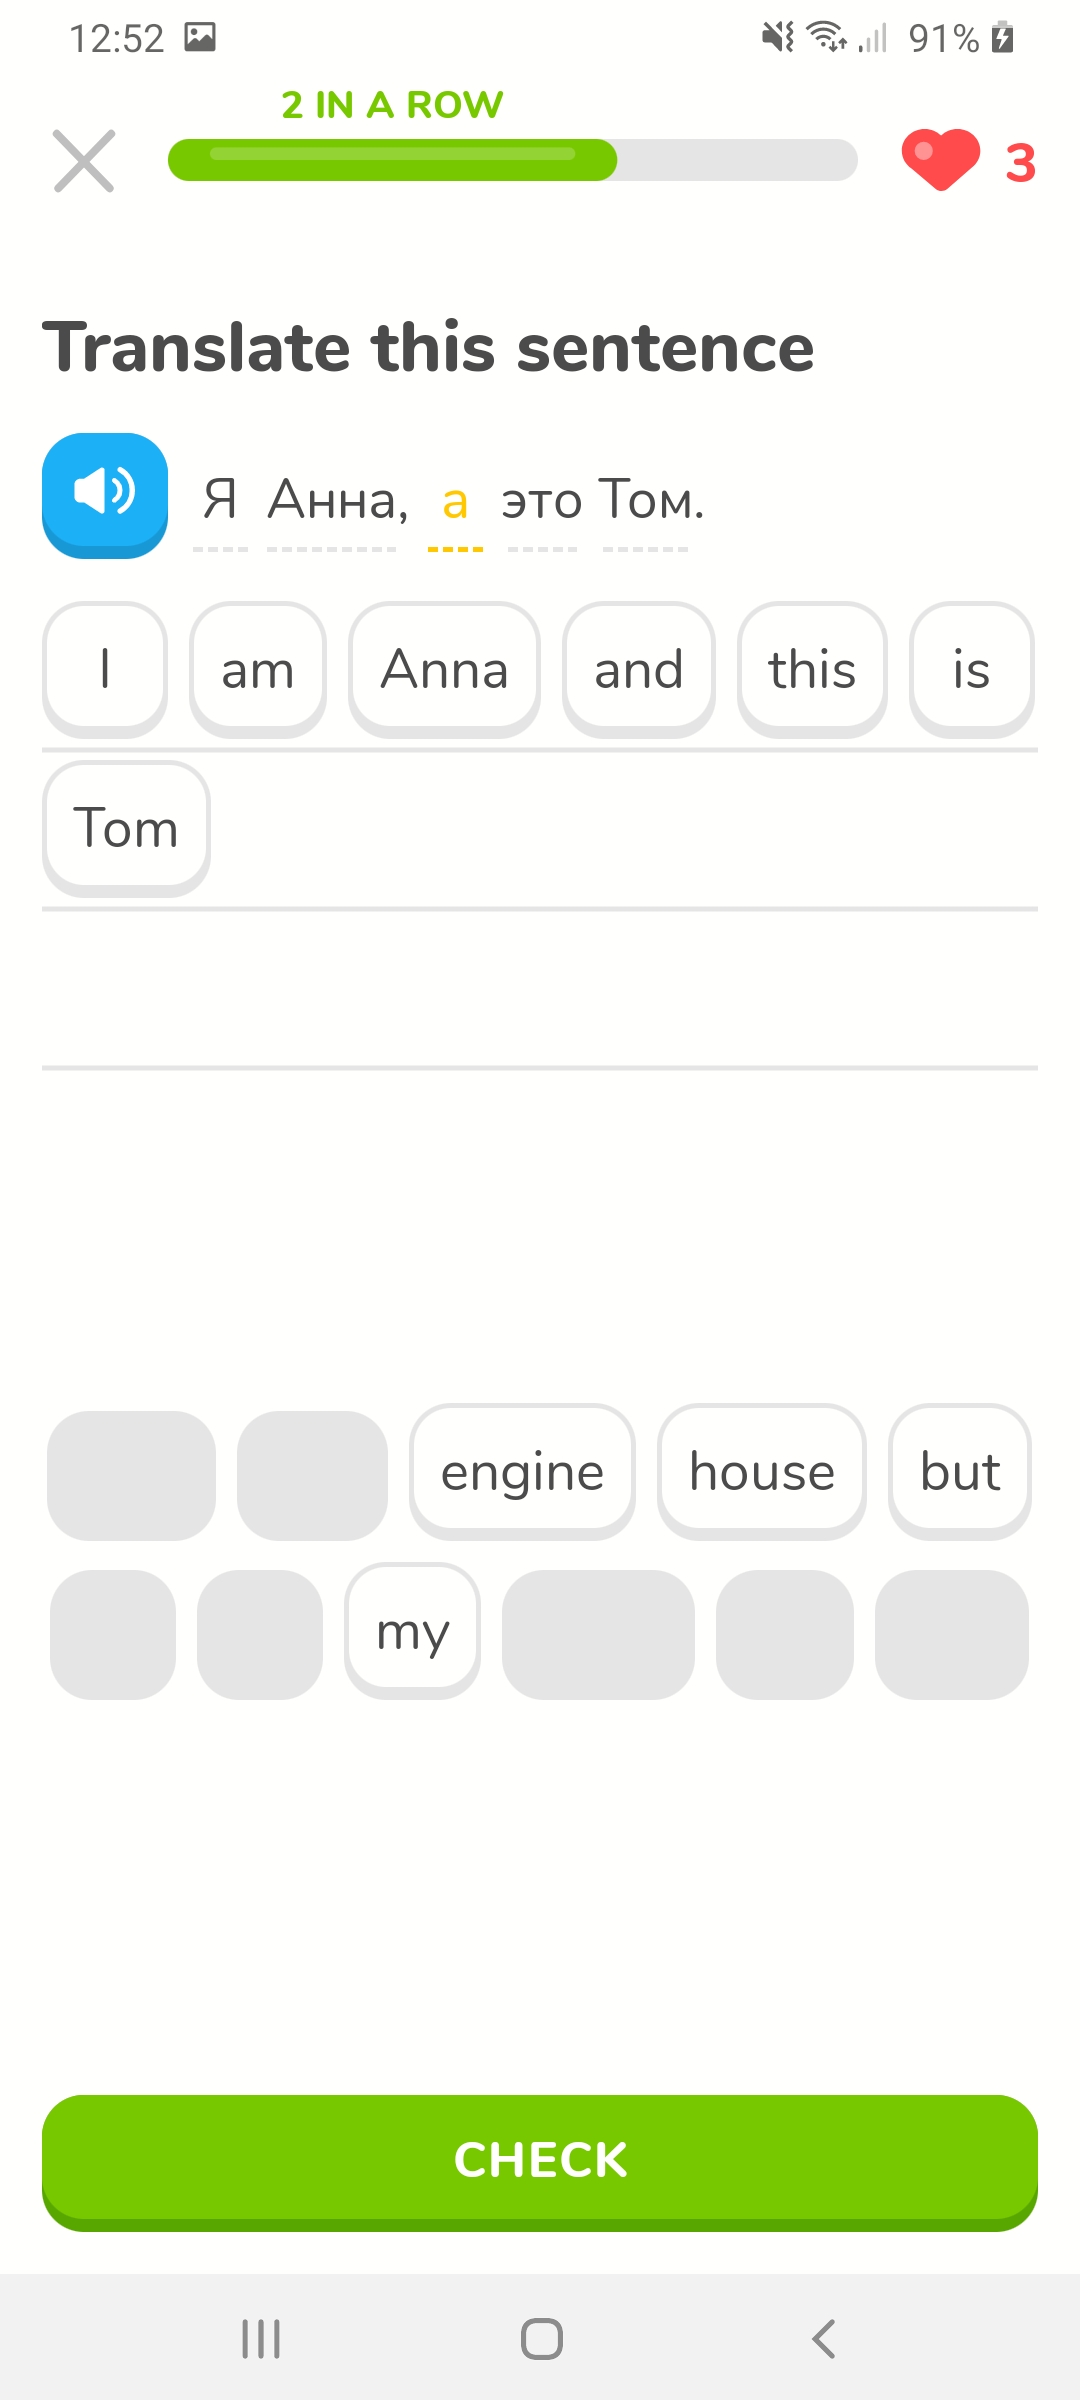 12:52 91%
2 IN A ROW
3
Translate this sentence
Я Анна, а это Том.
I am Anna and this is
Tom
engine house but
my
CHECK